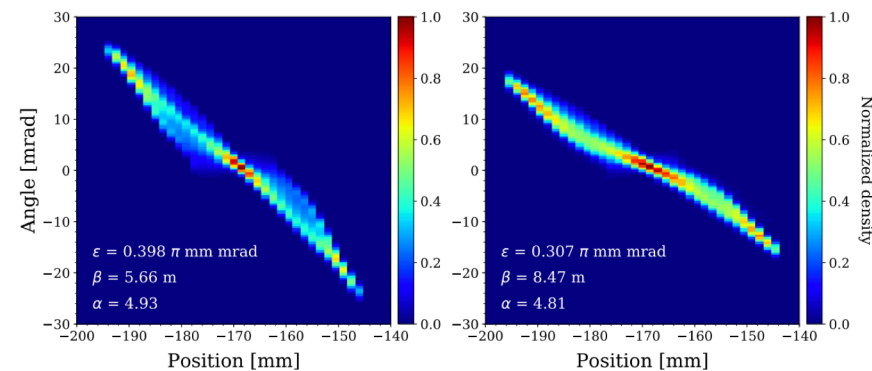 30
20
10
0
−10
−20
−30
Angle [mrad]
ε = 0.398 π mm mrad
β = 5.66 m
α = 4.93
−200 −190 −180 −170 −160 −150 −140
Position [mm]
1.0
0.8
0.6
0.4
0.2
0.0
30
20
10
0
−10
−20
−30
ε = 0.307 π mm mrad
β = 8.47 m
α = 4.81
−200 −190 −180 −170 −160 −150 −140
Position [mm]
1.0
0.8
0.6
0.4
0.2
0.0
Normalized density